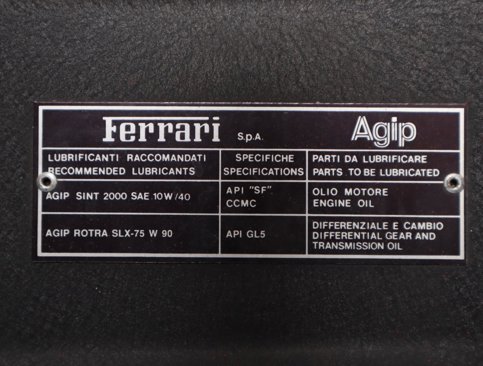 Ferrari S.p.A. Agip
LUBRIFICANTI RACCOMANDATI
RECOMMENDED LUBRICANTS
SPECIFICHE
SPECIFICATIONS
PARTI DA LUBRIFICARE
PARTS TO BE LUBRICATED
AGIP SINT 2000 SAE 10W/40
API "SF"
CCMC
OLIO MOTORE
ENGINE OIL
AGIP ROTRA SLX-75 W 90
API GL5
DIFFERENZIALE E CAMBIO
DIFFERENTIAL GEAR AND
TRANSMISSION OIL